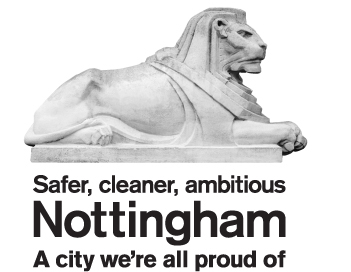 Safer, cleaner, ambitious
Nottingham
A city we're all proud of